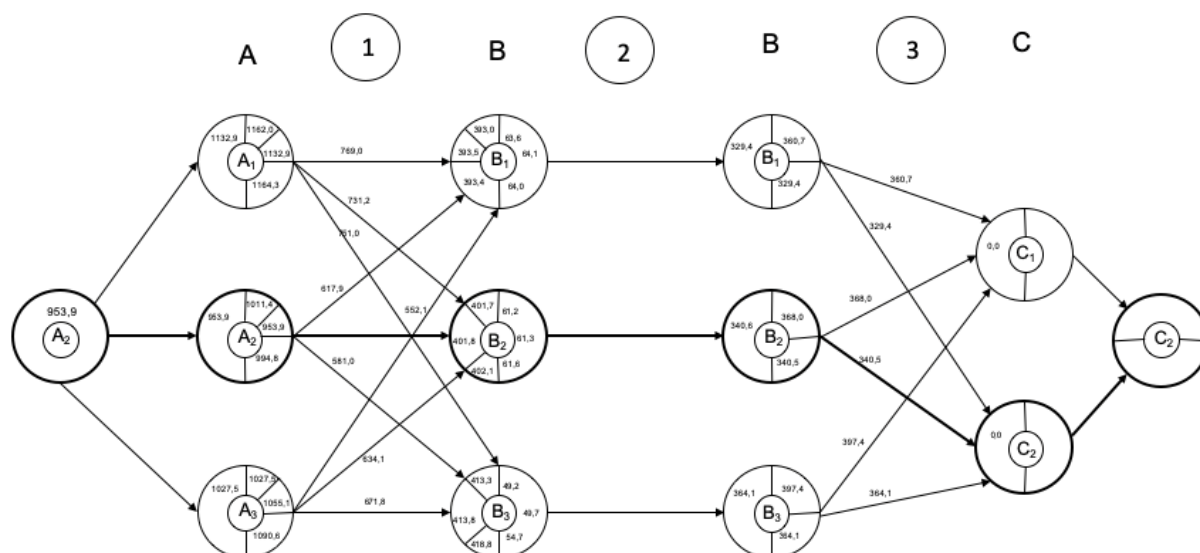 A 1 B 2 B 3 C
1132,9 1162,0 1132,9 1164,3 A1
769,0
731,2
751,0
393,0 63,6 393,5 64,1 393,4 64,0 B1
329,4 360,7 329,4 B1
360,7
329,4
0,0 C1
953,9 A2
953,9 1011,4 953,9 994,8 A2
617,9
581,0
552,1
401,7 61,2 401,8 61,3 402,1 61,6 B2
340,6 368,0 340,5 B2
368,0
340,5
C2
397,4
0,0 C2
1027,5 1027,5 1055,1 1090,6 A3
634,1
671,8
413,3 49,2 413,8 49,7 418,8 54,7 B3
364,1 397,4 364,1 B3
364,1